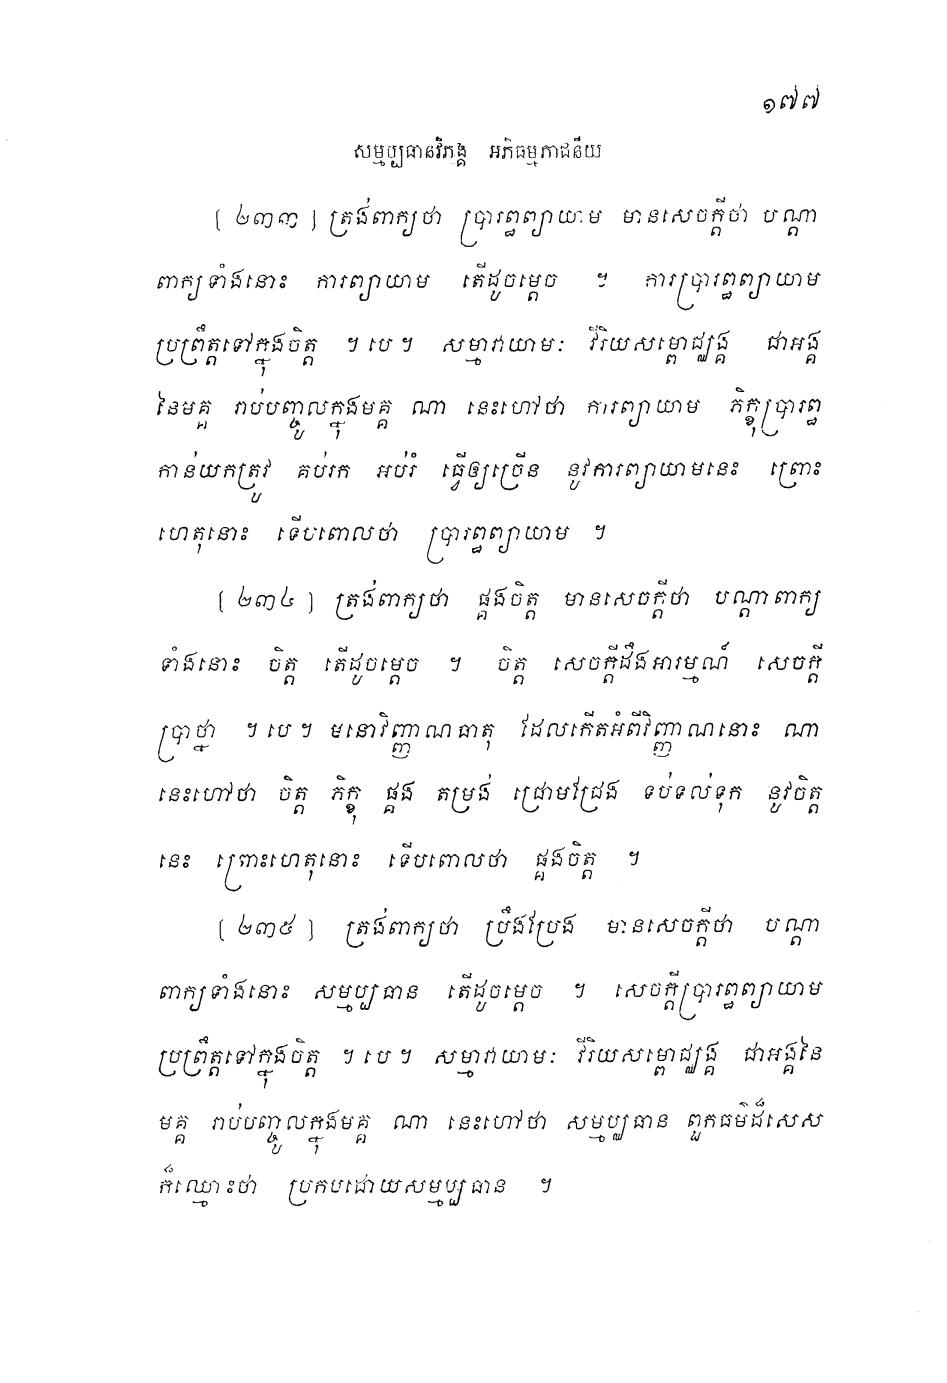 ១៧៧
សម្មប្បធានវិភង្គ អភិធម្មភាជនីយ
[ ២៣៣ ] ត្រង់ពាក្យថា ប្រារព្ធព្យាយាម មានសេចក្តីថា បណ្តា
ពាក្យទាំងនោះ ការព្យាយាម តើដូចម្តេច ។ ការប្រារព្ធព្យាយាម
ប្រព្រឹត្តទៅក្នុងចិត្ត ។ បេ ។ សម្មាវាយាមៈ វីរិយសម្ពោជ្ឈង្គ ជាអង្គ
នៃមគ្គ រាប់បញ្ចូលក្នុងមគ្គ ណា នេះហៅថា ការព្យាយាម ភិក្ខុប្រារព្ធ
កាន់យកត្រូវ គប់រក អប់រំ ធ្វើឲ្យច្រើន នូវការព្យាយាមនេះ ព្រោះ
ហេតុនោះ ទើបពោលថា ប្រារព្ធព្យាយាម ។
[ ២៣៤ ] ត្រង់ពាក្យថា ផ្គងចិត្ត មានសេចក្តីថា បណ្តាពាក្យ
ទាំងនោះ ចិត្ត តើដូចម្តេច ។ ចិត្ត សេចក្តីដឹងអារម្មណ៍ សេចក្តី
ប្រាថ្នា ។ បេ ។ មនោវិញ្ញាណធាតុ ដែលកើតអំពីវិញ្ញាណនោះ ណា
នេះហៅថា ចិត្ត ភិក្ខុ ផ្គង តម្រង់ ជ្រោមជ្រែង ទប់ទល់ទុក នូវចិត្ត
នេះ ព្រោះហេតុនោះ ទើបពោលថា ផ្គងចិត្ត ។
[ ២៣៥ ] ត្រង់ពាក្យថា ប្រឹងប្រែង មានសេចក្តីថា បណ្តា
ពាក្យទាំងនោះ សម្មប្បធាន តើដូចម្តេច ។ សេចក្តីប្រារព្ធព្យាយាម
ប្រព្រឹត្តទៅក្នុងចិត្ត ។ បេ ។ សម្មាវាយាមៈ វីរិយសម្ពោជ្ឈង្គ ជាអង្គនៃ
មគ្គ រាប់បញ្ចូលក្នុងមគ្គ ណា នេះហៅថា សម្មប្បធាន ពួកធម៌ដ៏សេស
ក៏ឈ្មោះថា ប្រកបដោយសម្មប្បធាន ។